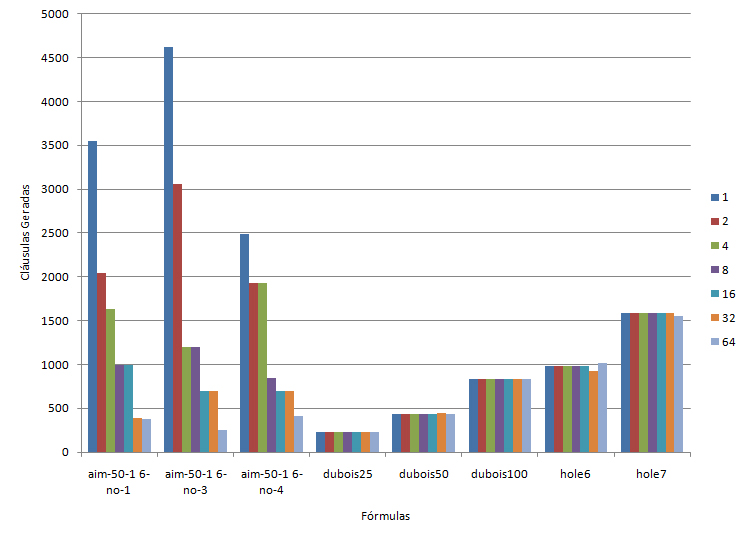 5000
4500
4000
3500
3000
2500
2000
1500
1000
500
0
Cláusulas Geradas
aim-50-1 6-
no-1
aim-50-1 6-
no-3
aim-50-1 6-
no-4
dubois25
dubois50
dubois100
hole6
hole7
Fórmulas
1
2
4
8
16
32
64